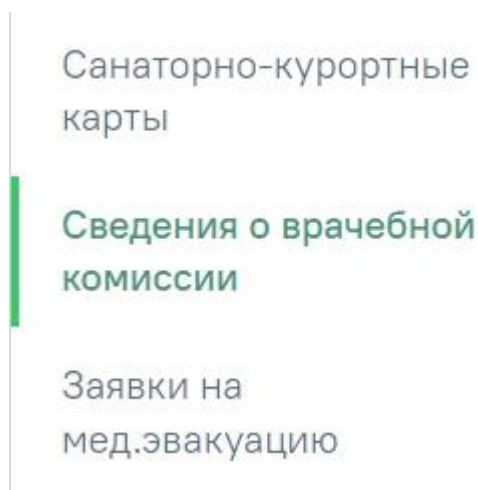 Санаторно-курортные
карты
Сведения о врачебной
комиссии
Заявки на
мед.эвакуацию